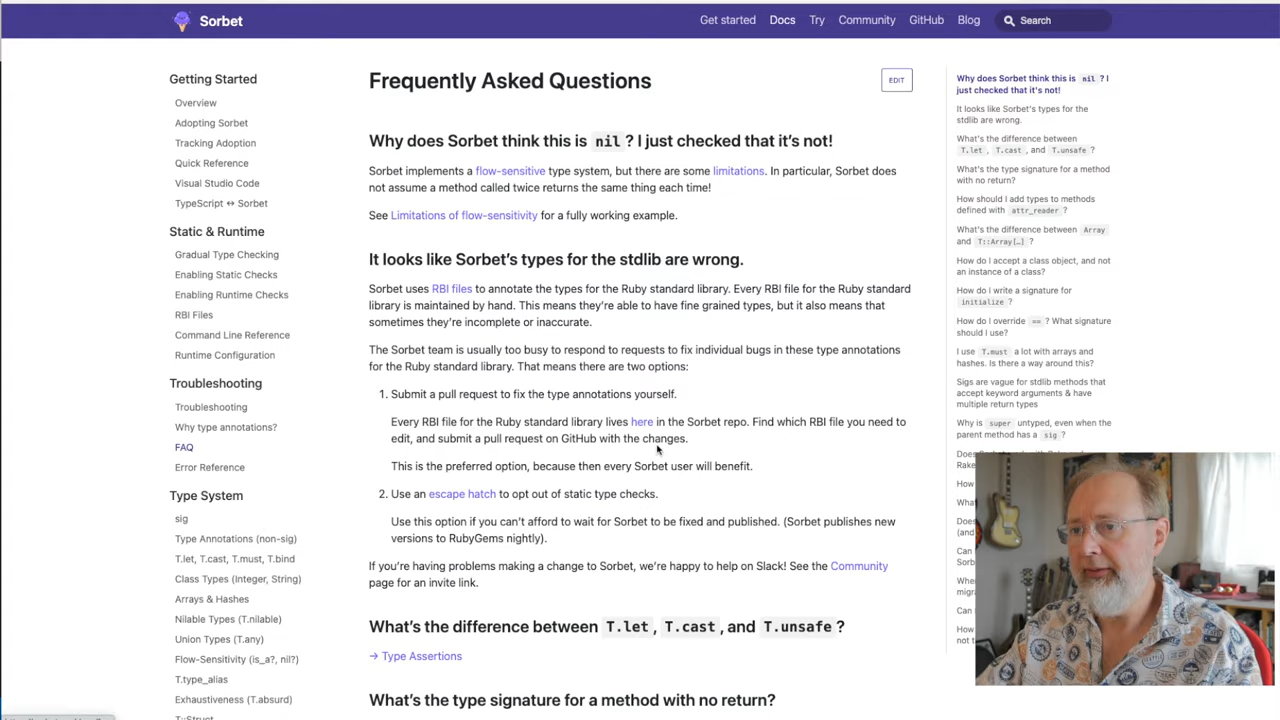 Sorbet
Get started
Docs
Try
Community
GitHub
Blog
Search
Getting Started
Overview
Adopting Sorbet
Tracking Adoption
Quick Reference
Visual Studio Code
TypeScript ↔ Sorbet
Static & Runtime
Gradual Type Checking
Enabling Static Checks
Enabling Runtime Checks
RBI Files
Command Line Reference
Runtime Configuration
Troubleshooting
Troubleshooting
Why type annotations?
FAQ
Error Reference
Type System
sig
Type Annotations (non-sig)
T.let, T.cast, T.must, T.bind
Class Types (Integer, String)
Arrays & Hashes
Nilable Types (T.nilable)
Union Types (T.any)
Flow-Sensitivity (is_a?, nil?)
T.type_alias
Exhaustiveness (T.absurd)
T::Struct
Frequently Asked Questions
EDIT
Why does Sorbet think this is nil? I just checked that it's not!
Sorbet implements a flow-sensitive type system, but there are some limitations. In particular, Sorbet does
not assume a method called twice returns the same thing each time!
See Limitations of flow-sensitivity for a fully working example.
It looks like Sorbet's types for the stdlib are wrong.
Sorbet uses RBI files to annotate the types for the Ruby standard library. Every RBI file for the Ruby standard
library is maintained by hand. This means they're able to have fine grained types, but it also means that
sometimes they're incomplete or inaccurate.
The Sorbet team is usually too busy to respond to requests to fix individual bugs in these type annotations
for the Ruby standard library. That means there are two options:
1. Submit a pull request to fix the type annotations yourself.
Every RBI file for the Ruby standard library lives here in the Sorbet repo. Find which RBI file you need to
edit, and submit a pull request on GitHub with the changes.
This is the preferred option, because then every Sorbet user will benefit.
2. Use an escape hatch to opt out of static type checks.
Use this option if you can't afford to wait for Sorbet to be fixed and published. (Sorbet publishes new
versions to RubyGems nightly).
If you're having problems making a change to Sorbet, we're happy to help on Slack! See the Community
page for an invite link.
What's the difference between T.let, T.cast, and T.unsafe?
→ Type Assertions
What's the type signature for a method with no return?
Why does Sorbet think this is nil? I
just checked that it's not!
It looks like Sorbet's types for the
stdlib are wrong.
What's the difference between
T.let, T.cast, and T.unsafe?
What's the type signature for a method
with no return?
How should I add types to methods
defined with attr_reader?
What's the difference between Array
and T::Array[…]?
How do I accept a class object, and not
an instance of a class?
How do I write a signature for
initialize?
How do I override ==? What signature
should I use?
I use T.must a lot with arrays and
hashes. Is there a way around this?
Sigs are vague for stdlib methods that
accept keyword arguments & have
multiple return types
Why is super untyped, even when the
parent method has a sig?
How
Can
How